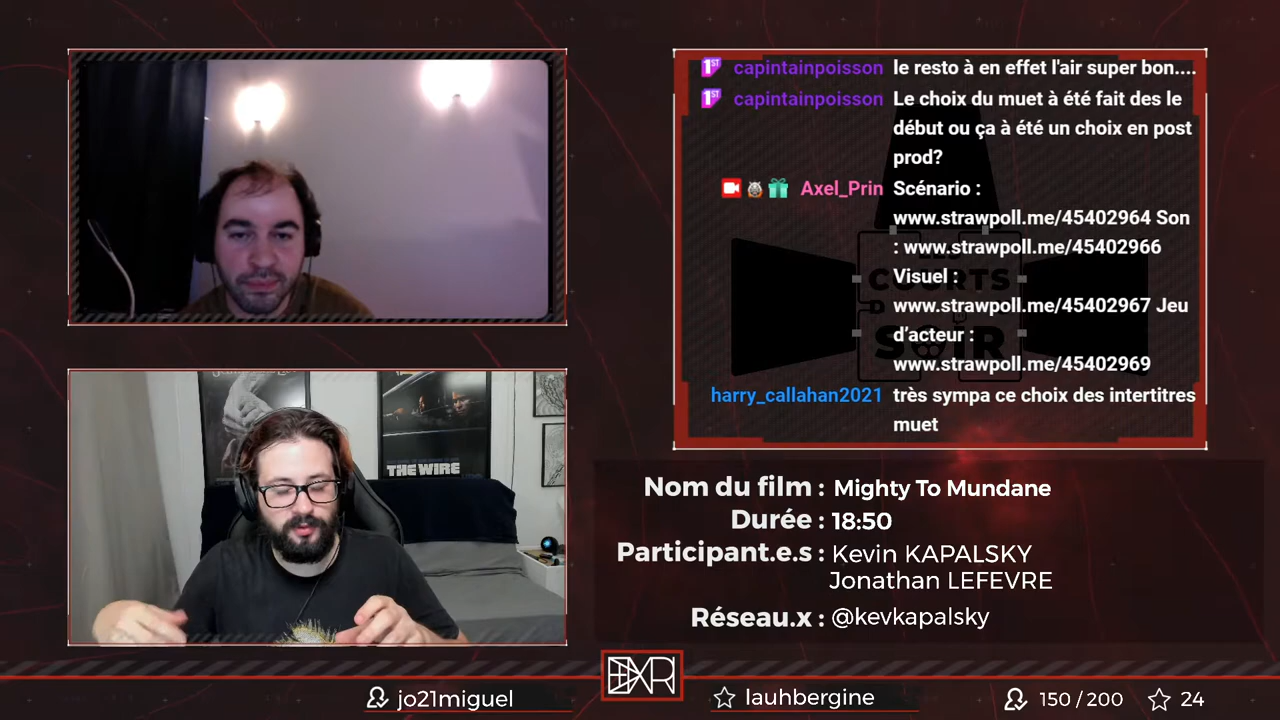 capintainpoisson le resto à en effet l'air super bon....
capintainpoisson Le choix du muet à été fait des le
début ou ça à été un choix en post
prod?
Axel_Prin Scénario :
www.strawpoll.me/45402964 Son
: www.strawpoll.me/45402966
Visuel :
www.strawpoll.me/45402967 Jeu
d'acteur :
www.strawpoll.me/45402969
harry_callahan2021 très sympa ce choix des intertitres
muet
COURTS
SOIR
THE WIRE
Nom du film : Mighty To Mundane
Durée : 18:50
Participant.e.s : Kevin KAPALSKY
Jonathan LEFEVRE
Réseau.x : @kevkapalsky
jo21miguel
lauhbergine
150 / 200
24